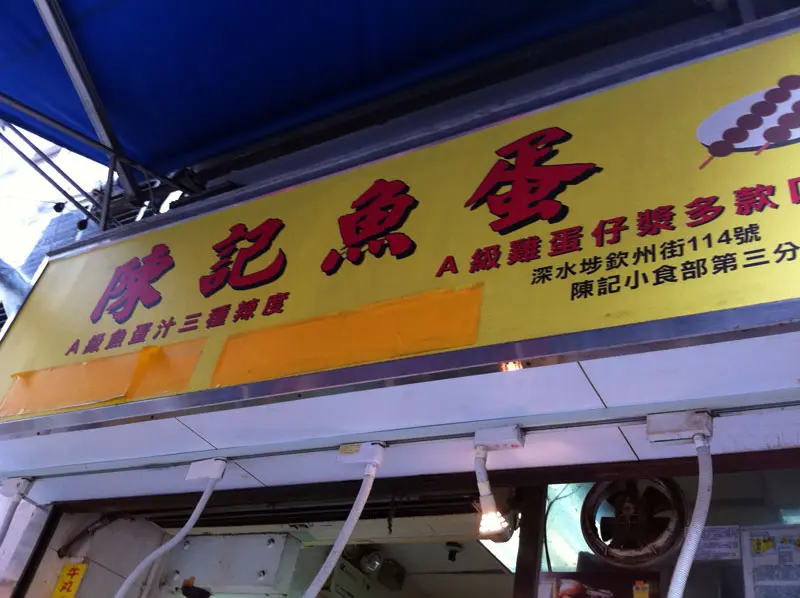 陳記魚蛋
A級魚蛋汁三種辣度
A級雞蛋仔漿多款口
深水埗欽州街114號
陳記小食部第三分
牛丸